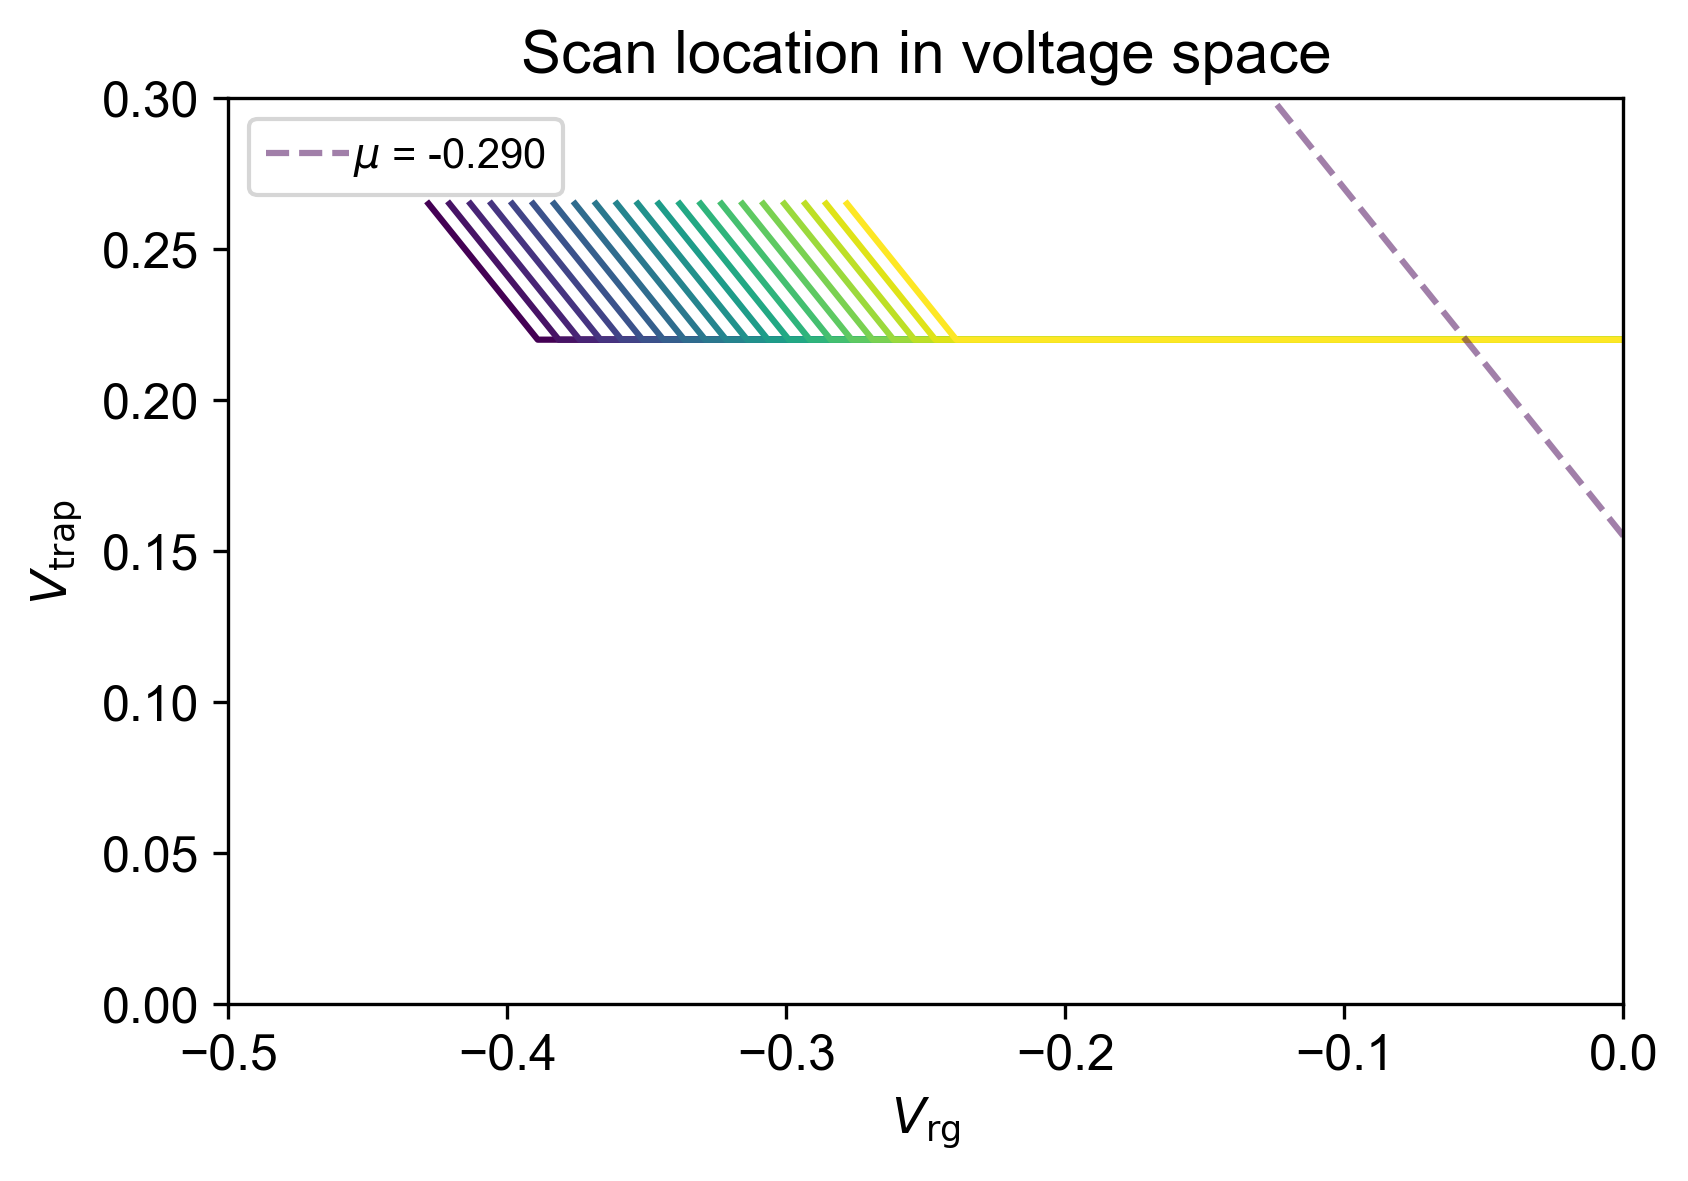 Scan location in voltage space
μ = -0.290
0.30
0.25
0.20
0.15
0.10
0.05
0.00
V_trap
−0.5 −0.4 −0.3 −0.2 −0.1 0.0
V_rg